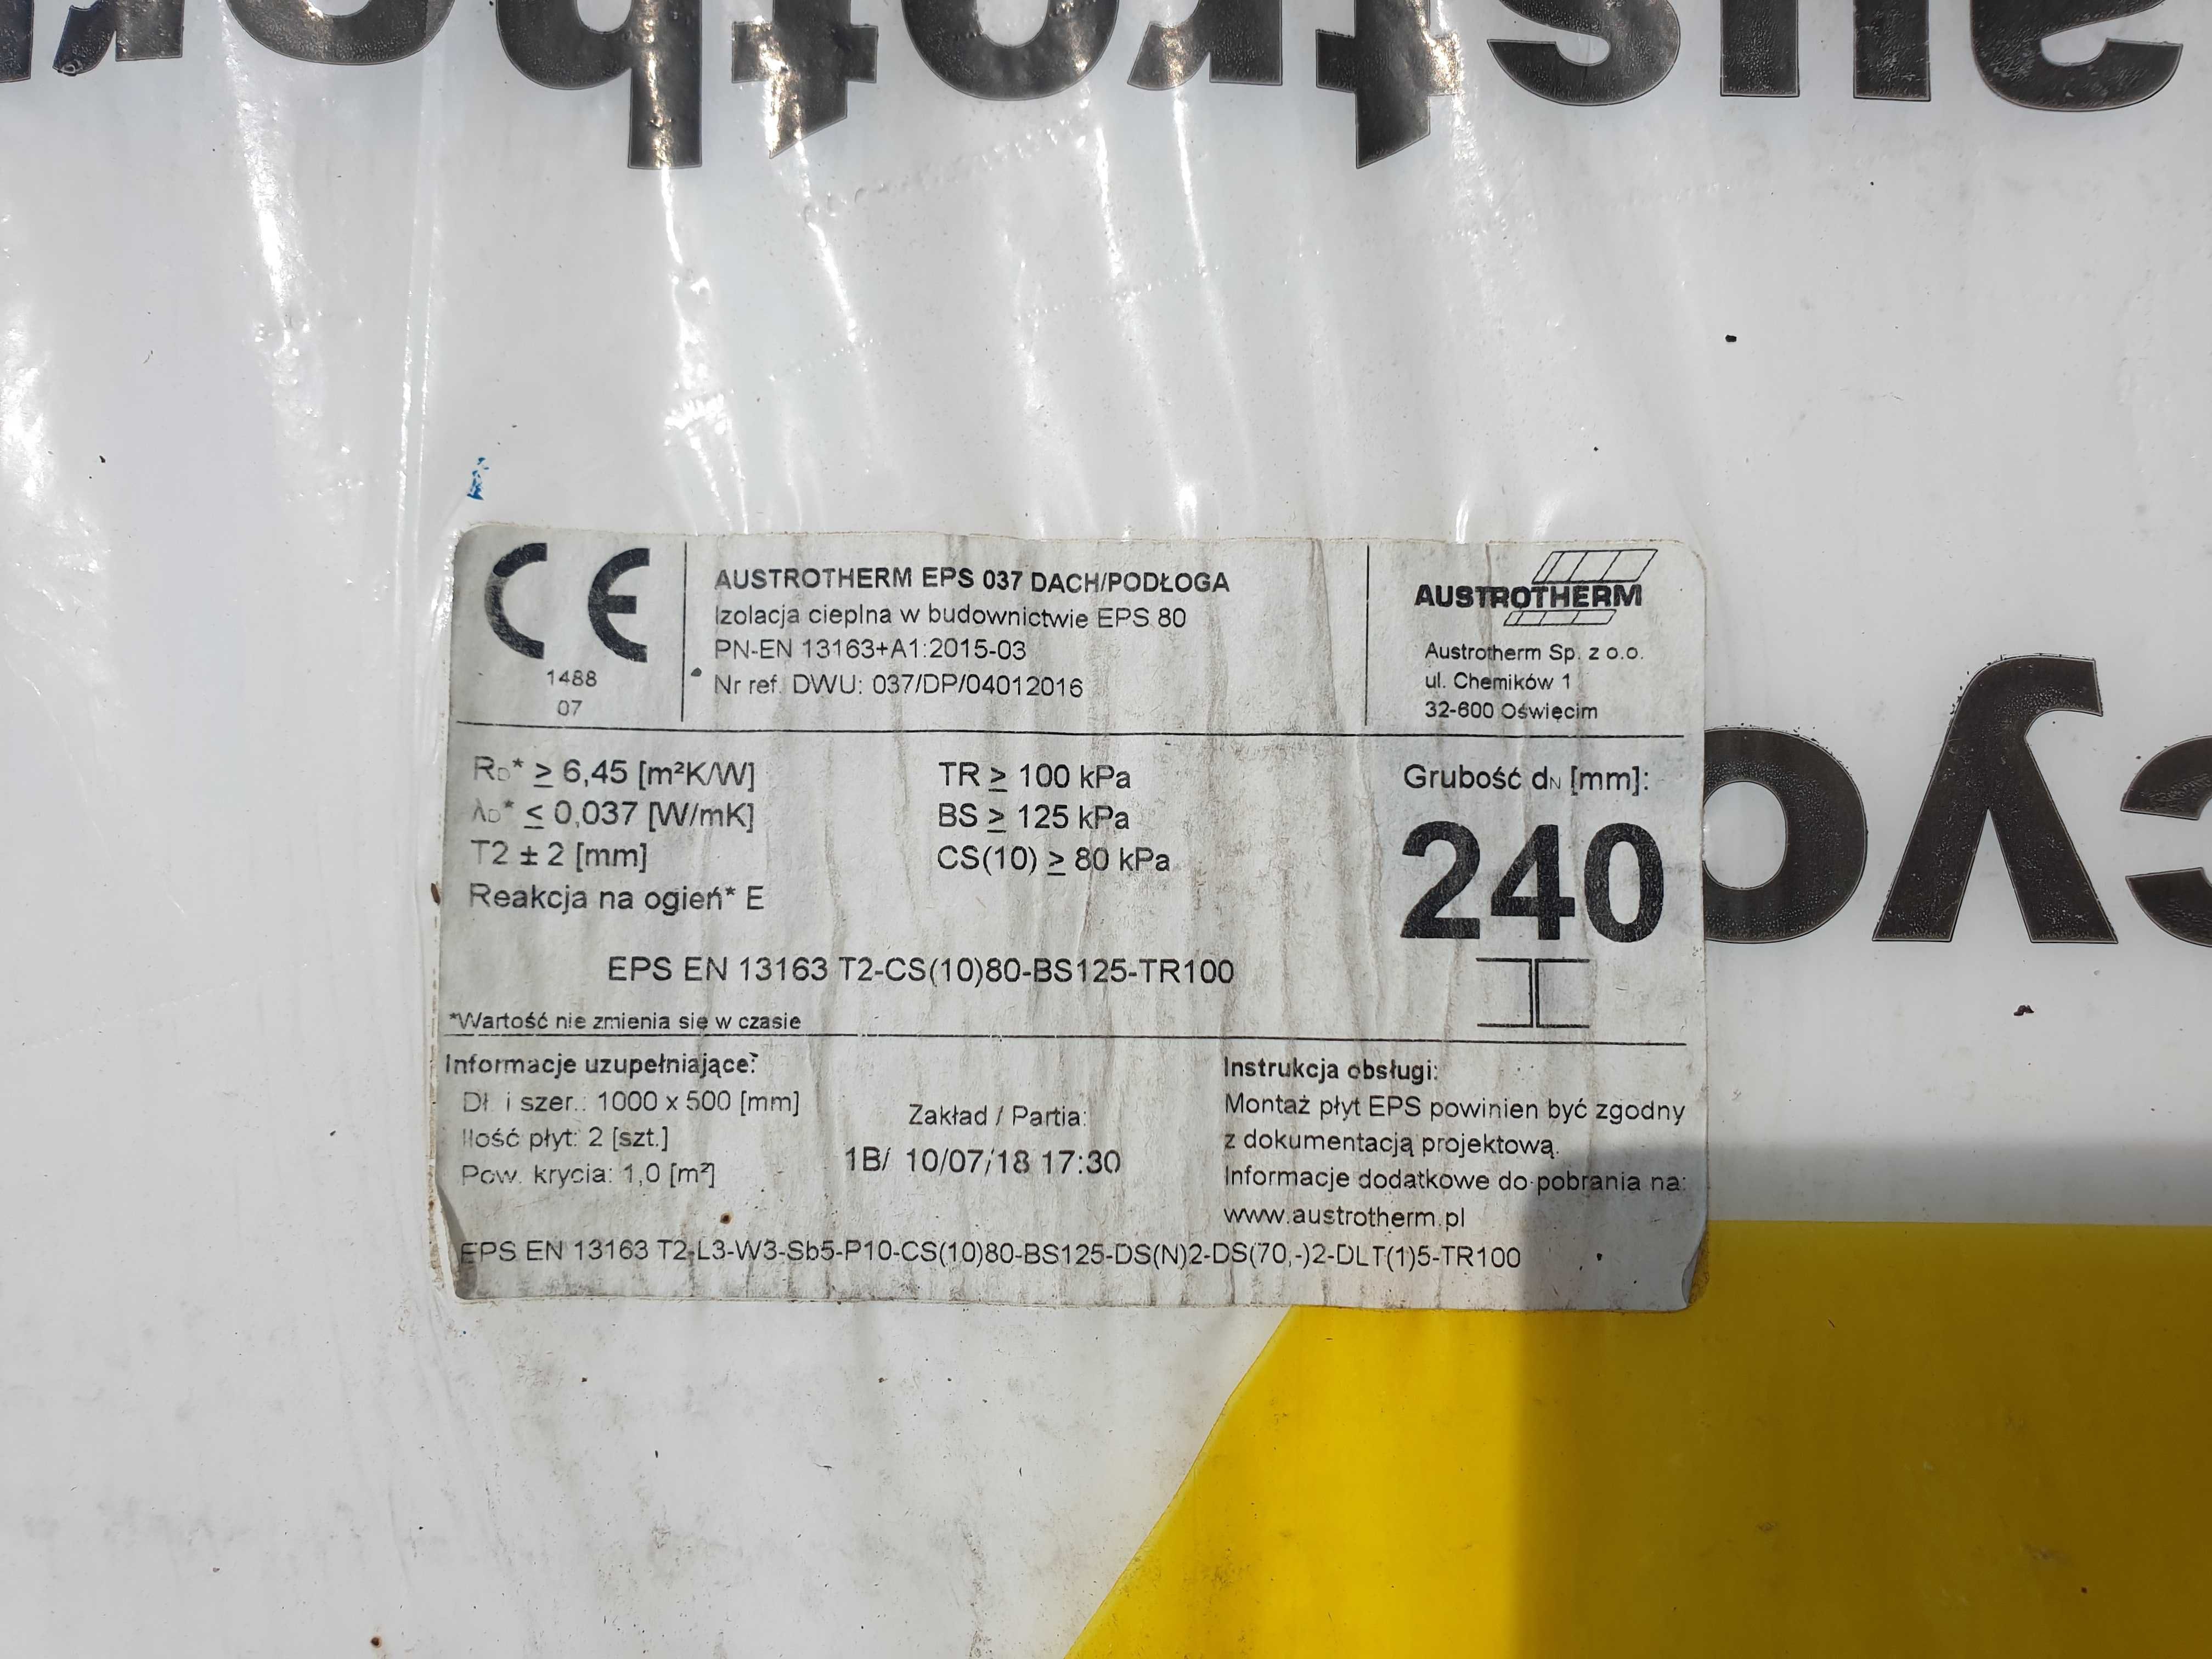 CE
1488
07
AUSTROTHERM EPS 037 DACH/PODŁOGA
Izolacja cieplna w budownictwie EPS 80
PN-EN 13163+A1:2015-03
Nr ref. DWU: 037/DP/04012016
AUSTROTHERM
Austrotherm Sp. z o.o.
ul. Chemików 1
32-600 Oświęcim
RD* ≥ 6,45 [m²K/W]
λD* ≤ 0,037 [W/mK]
T2 ± 2 [mm]
Reakcja na ogień* E
TR ≥ 100 kPa
BS ≥ 125 kPa
CS(10) ≥ 80 kPa
Grubość dN [mm]:
240
EPS EN 13163 T2-CS(10)80-BS125-TR100
*Wartość nie zmienia się w czasie
Informacje uzupełniające:
Dł. i szer.: 1000 x 500 [mm]
Ilość płyt: 2 [szt.]
Pow. krycia: 1,0 [m²]
Zakład / Partia:
1B/ 10/07/18 17:30
Instrukcja obsługi:
Montaż płyt EPS powinien być zgodny
z dokumentacją projektową.
Informacje dodatkowe do pobrania na:
www.austrotherm.pl
EPS EN 13163 T2-L3-W3-Sb5-P10-CS(10)80-BS125-DS(N)2-DS(70,-)2-DLT(1)5-TR100